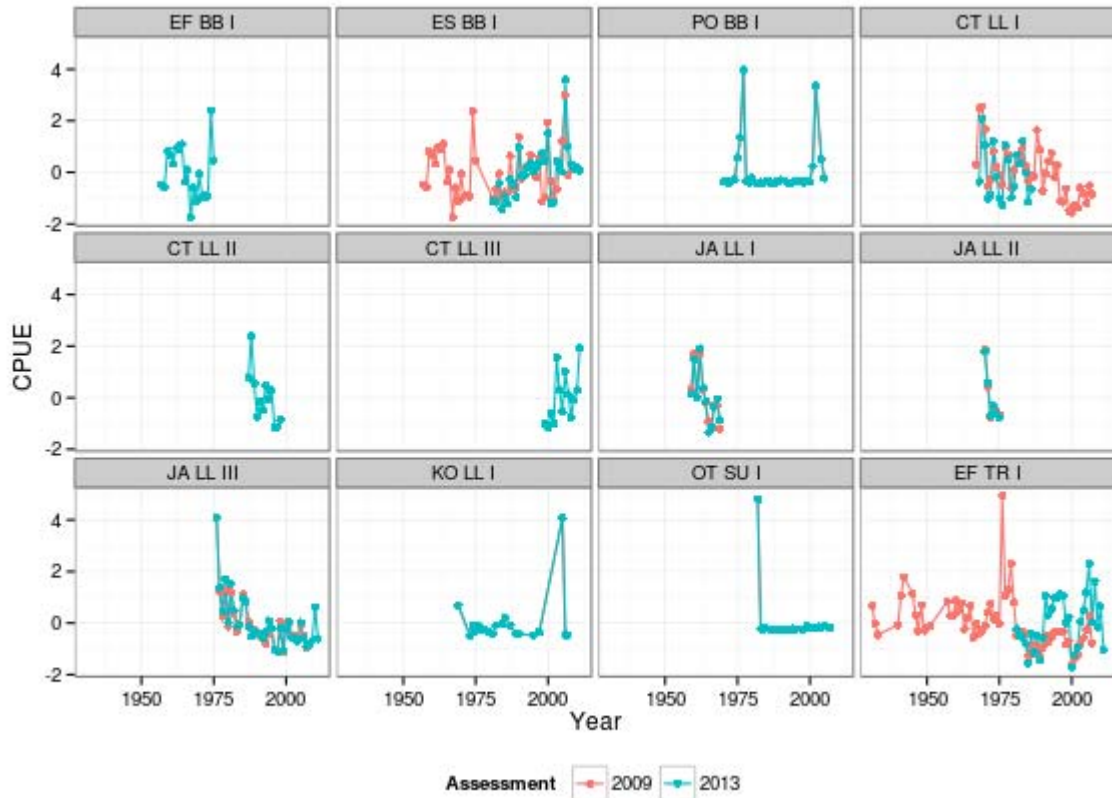 EF BB I ES BB I PO BB I CT LL I
4
2
0
-2
CT LL II CT LL III JA LL I JA LL II
4
2
0
-2
CPUE
JA LL III KO LL I OT SU I EF TR I
4
2
0
-2
1950 1975 2000 1950 1975 2000 1950 1975 2000 1950 1975 2000
Year
Assessment 2009 2013